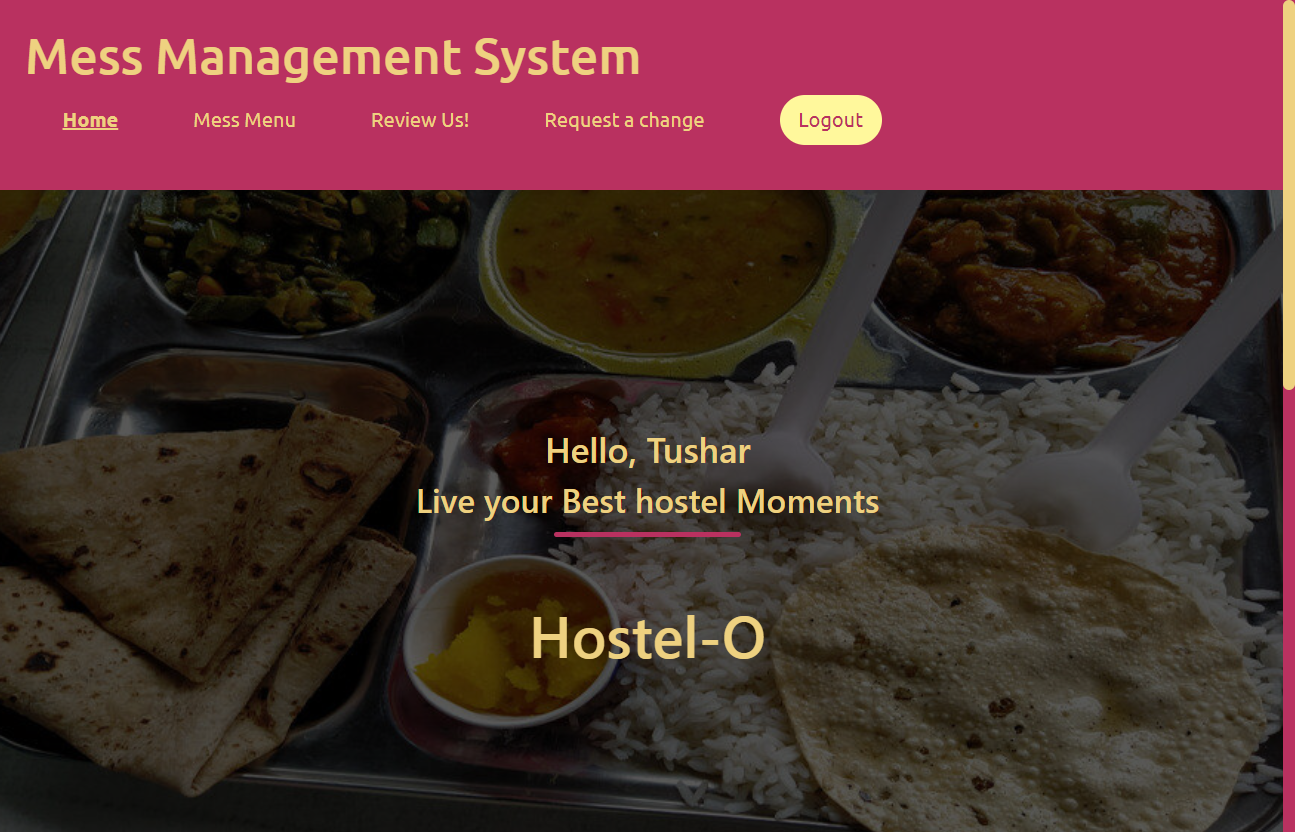 Mess Management System
Home Mess Menu Review Us! Request a change Logout
Hello, Tushar
Live your Best hostel Moments
Hostel-O